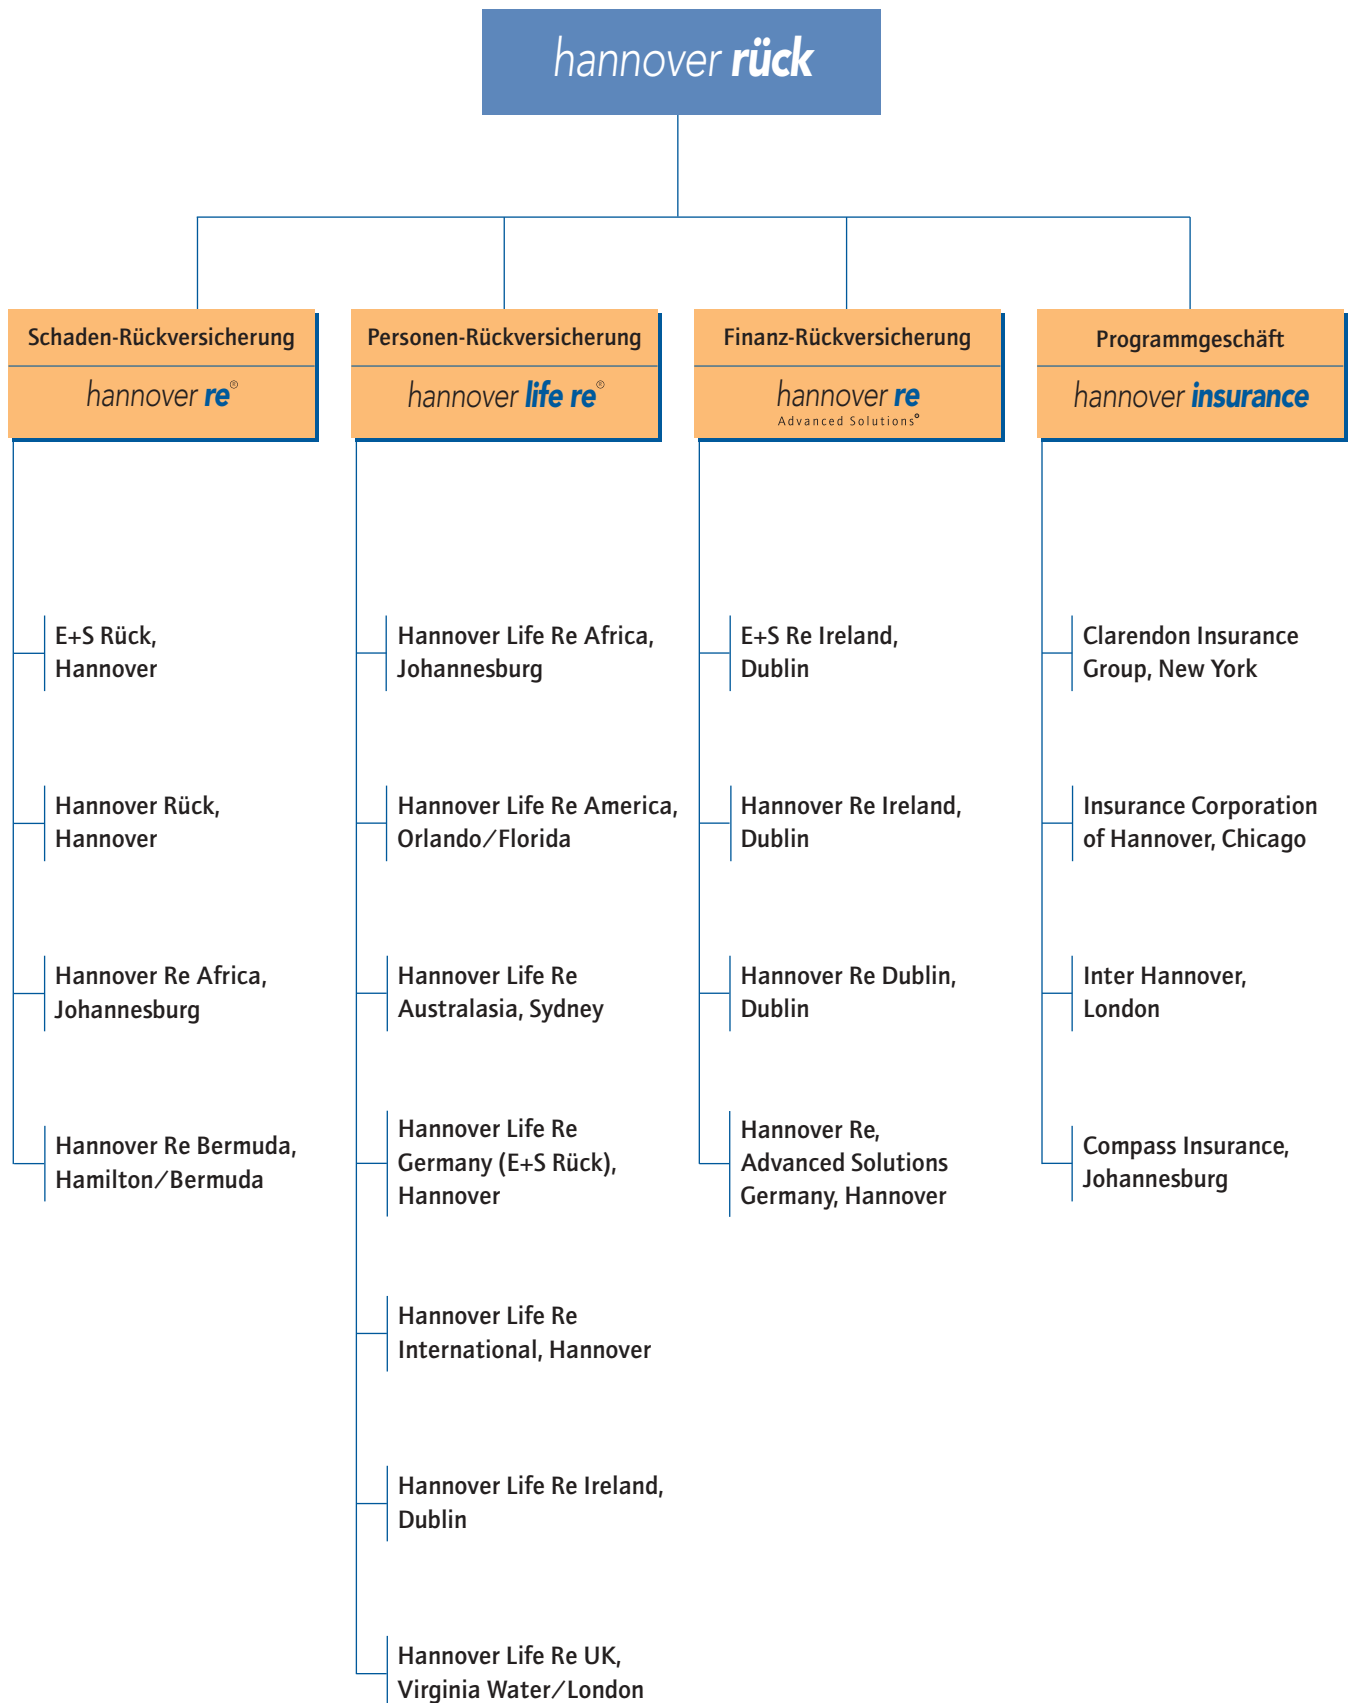 hannover rück
Schaden-Rückversicherung
hannover re®
E+S Rück,
Hannover
Hannover Rück,
Hannover
Hannover Re Africa,
Johannesburg
Hannover Re Bermuda,
Hamilton/Bermuda
Personen-Rückversicherung
hannover life re®
Hannover Life Re Africa,
Johannesburg
Hannover Life Re America,
Orlando/Florida
Hannover Life Re
Australasia, Sydney
Hannover Life Re
Germany (E+S Rück),
Hannover
Hannover Life Re
International, Hannover
Hannover Life Re Ireland,
Dublin
Hannover Life Re UK,
Virginia Water/London
Finanz-Rückversicherung
hannover re
Advanced Solutions®
E+S Re Ireland,
Dublin
Hannover Re Ireland,
Dublin
Hannover Re Dublin,
Dublin
Hannover Re,
Advanced Solutions
Germany, Hannover
Programmgeschäft
hannover insurance
Clarendon Insurance
Group, New York
Insurance Corporation
of Hannover, Chicago
Inter Hannover,
London
Compass Insurance,
Johannesburg